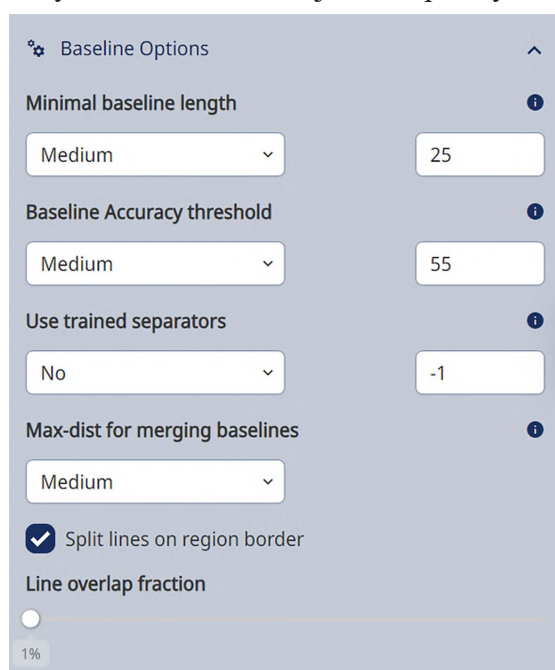 Baseline Options
Minimal baseline length
Medium 25
Baseline Accuracy threshold
Medium 55
Use trained separators
No -1
Max-dist for merging baselines
Medium
Split lines on region border
Line overlap fraction
1%